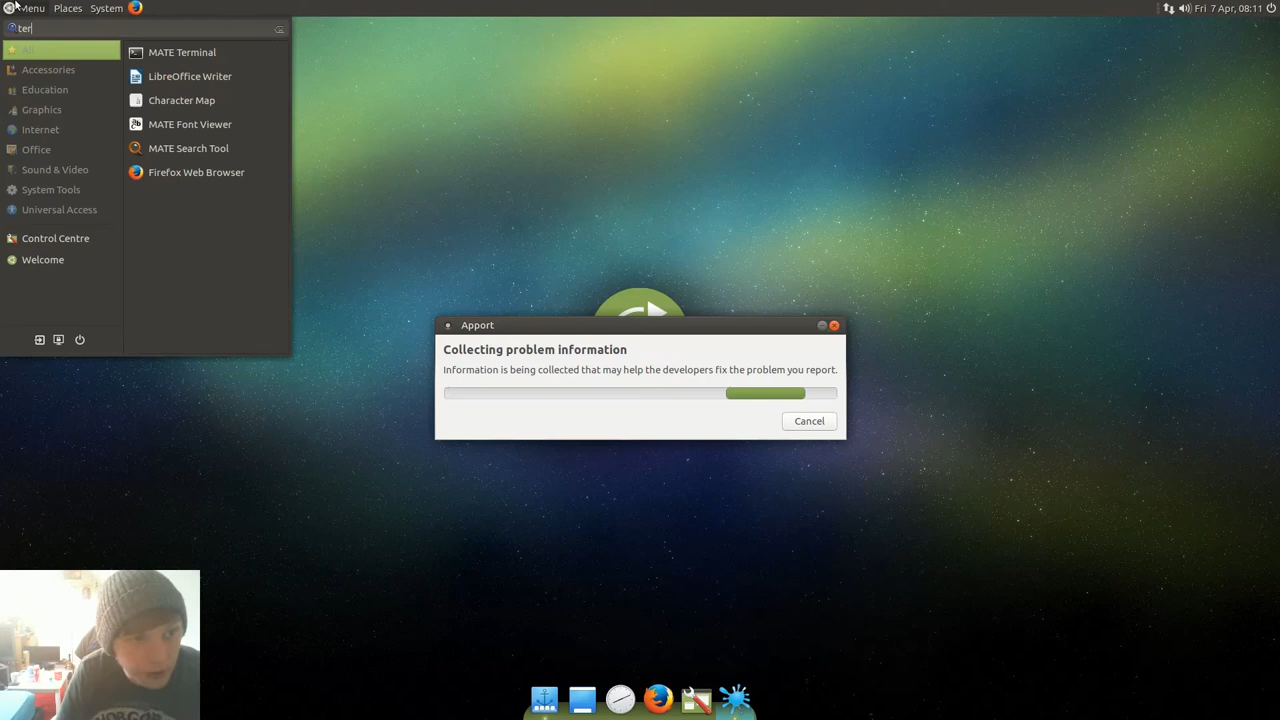 Menu Places System
Fri 7 Apr, 08:11
ter
All
Accessories
Education
Graphics
Internet
Office
Sound & Video
System Tools
Universal Access
Control Centre
Welcome
MATE Terminal
LibreOffice Writer
Character Map
MATE Font Viewer
MATE Search Tool
Firefox Web Browser
Apport
Collecting problem information
Information is being collected that may help the developers fix the problem you report.
Cancel